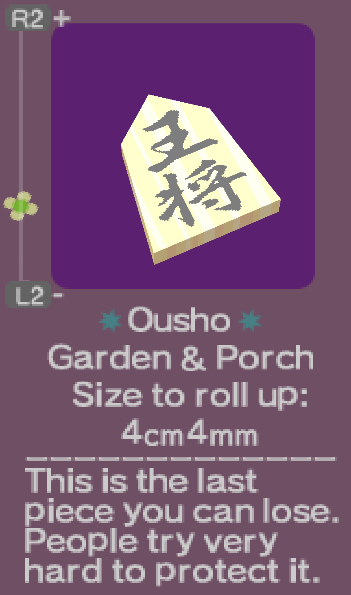 R2 +
王将
L2 -
Ousho
Garden & Porch
Size to roll up:
4cm4mm
This is the last
piece you can lose.
People try very
hard to protect it.